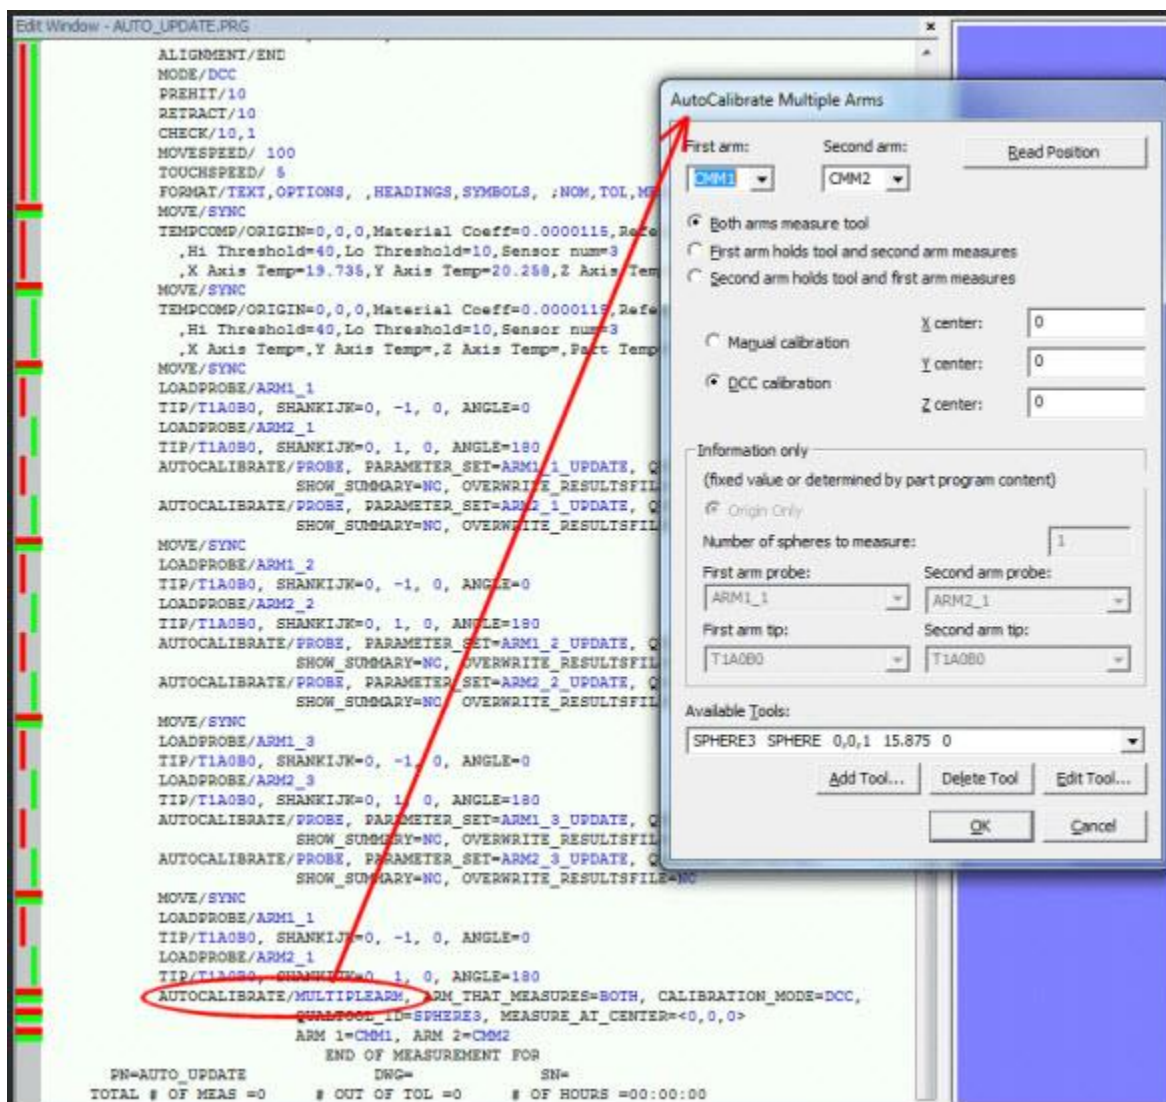 Edit Window - AUTO_UPDATE.PRG
ALIGNMENT/END
MODE/DCC
PREHIT/10
RETRACT/10
CHECK/10,1
MOVESPEED/ 100
TOUCHSPEED/ 5
FORMAT/TEXT,OPTIONS, ,HEADINGS,SYMBOLS, ;NOM,TOL,ME
MOVE/SYNC
TEMPCOMP/ORIGIN=0,0,0,Material Coeff=0.0000115,Refe
,Hi Threshold=40,Lo Threshold=10,Sensor num=3
,X Axis Temp=19.735,Y Axis Temp=20.258,Z Axis Tem
MOVE/SYNC
TEMPCOMP/ORIGIN=0,0,0,Material Coeff=0.0000115,Refe
,Hi Threshold=40,Lo Threshold=10,Sensor num=3
,X Axis Temp=,Y Axis Temp=,Z Axis Temp=,Part Temp
MOVE/SYNC
LOADPROBE/ARM1_1
TIP/T1A0B0, SHANKIJK=0, -1, 0, ANGLE=0
LOADPROBE/ARM2_1
TIP/T1A0B0, SHANKIJK=0, 1, 0, ANGLE=180
AUTOCALIBRATE/PROBE, PARAMETER_SET=ARM1_1_UPDATE, Q
SHOW_SUMMARY=NO, OVERWRITE_RESULTSFIL
AUTOCALIBRATE/PROBE, PARAMETER_SET=ARM2_1_UPDATE, Q
SHOW_SUMMARY=NO, OVERWRITE_RESULTSFIL
MOVE/SYNC
LOADPROBE/ARM1_2
TIP/T1A0B0, SHANKIJK=0, -1, 0, ANGLE=0
LOADPROBE/ARM2_2
TIP/T1A0B0, SHANKIJK=0, 1, 0, ANGLE=180
AUTOCALIBRATE/PROBE, PARAMETER_SET=ARM1_2_UPDATE, Q
SHOW_SUMMARY=NO, OVERWRITE_RESULTSFIL
AUTOCALIBRATE/PROBE, PARAMETER_SET=ARM2_2_UPDATE, Q
SHOW_SUMMARY=NO, OVERWRITE_RESULTSFIL
MOVE/SYNC
LOADPROBE/ARM1_3
TIP/T1A0B0, SHANKIJK=0, -1, 0, ANGLE=0
LOADPROBE/ARM2_3
TIP/T1A0B0, SHANKIJK=0, 1, 0, ANGLE=180
AUTOCALIBRATE/PROBE, PARAMETER_SET=ARM1_3_UPDATE, Q
SHOW_SUMMARY=NO, OVERWRITE_RESULTSFIL
AUTOCALIBRATE/PROBE, PARAMETER_SET=ARM2_3_UPDATE, Q
SHOW_SUMMARY=NO, OVERWRITE_RESULTSFILE=NO
MOVE/SYNC
LOADPROBE/ARM1_1
TIP/T1A0B0, SHANKIJK=0, -1, 0, ANGLE=0
LOADPROBE/ARM2_1
TIP/T1A0B0, SHANKIJK=0, 1, 0, ANGLE=180
AUTOCALIBRATE/MULTIPLEARM, ARM_THAT_MEASURES=BOTH, CALIBRATION_MODE=DCC,
QUALTOOL_ID=SPHERE3, MEASURE_AT_CENTER=<0,0,0>
ARM 1=CMM1, ARM 2=CMM2
END OF MEASUREMENT FOR
PN=AUTO_UPDATE DWG= SN=
TOTAL # OF MEAS =0 # OUT OF TOL =0 # OF HOURS =00:00:00
AutoCalibrate Multiple Arms
First arm: Second arm:
CMM1 CMM2 Read Position
Both arms measure tool
First arm holds tool and second arm measures
Second arm holds tool and first arm measures
Manual calibration
DCC calibration
X center: 0
Y center: 0
Z center: 0
Information only
(fixed value or determined by part program content)
Origin Only
Number of spheres to measure: 1
First arm probe: Second arm probe:
ARM1_1 ARM2_1
First arm tip: Second arm tip:
T1A0B0 T1A0B0
Available Tools:
SPHERE3 SPHERE 0,0,1 15.875 0
Add Tool... Delete Tool Edit Tool...
OK Cancel